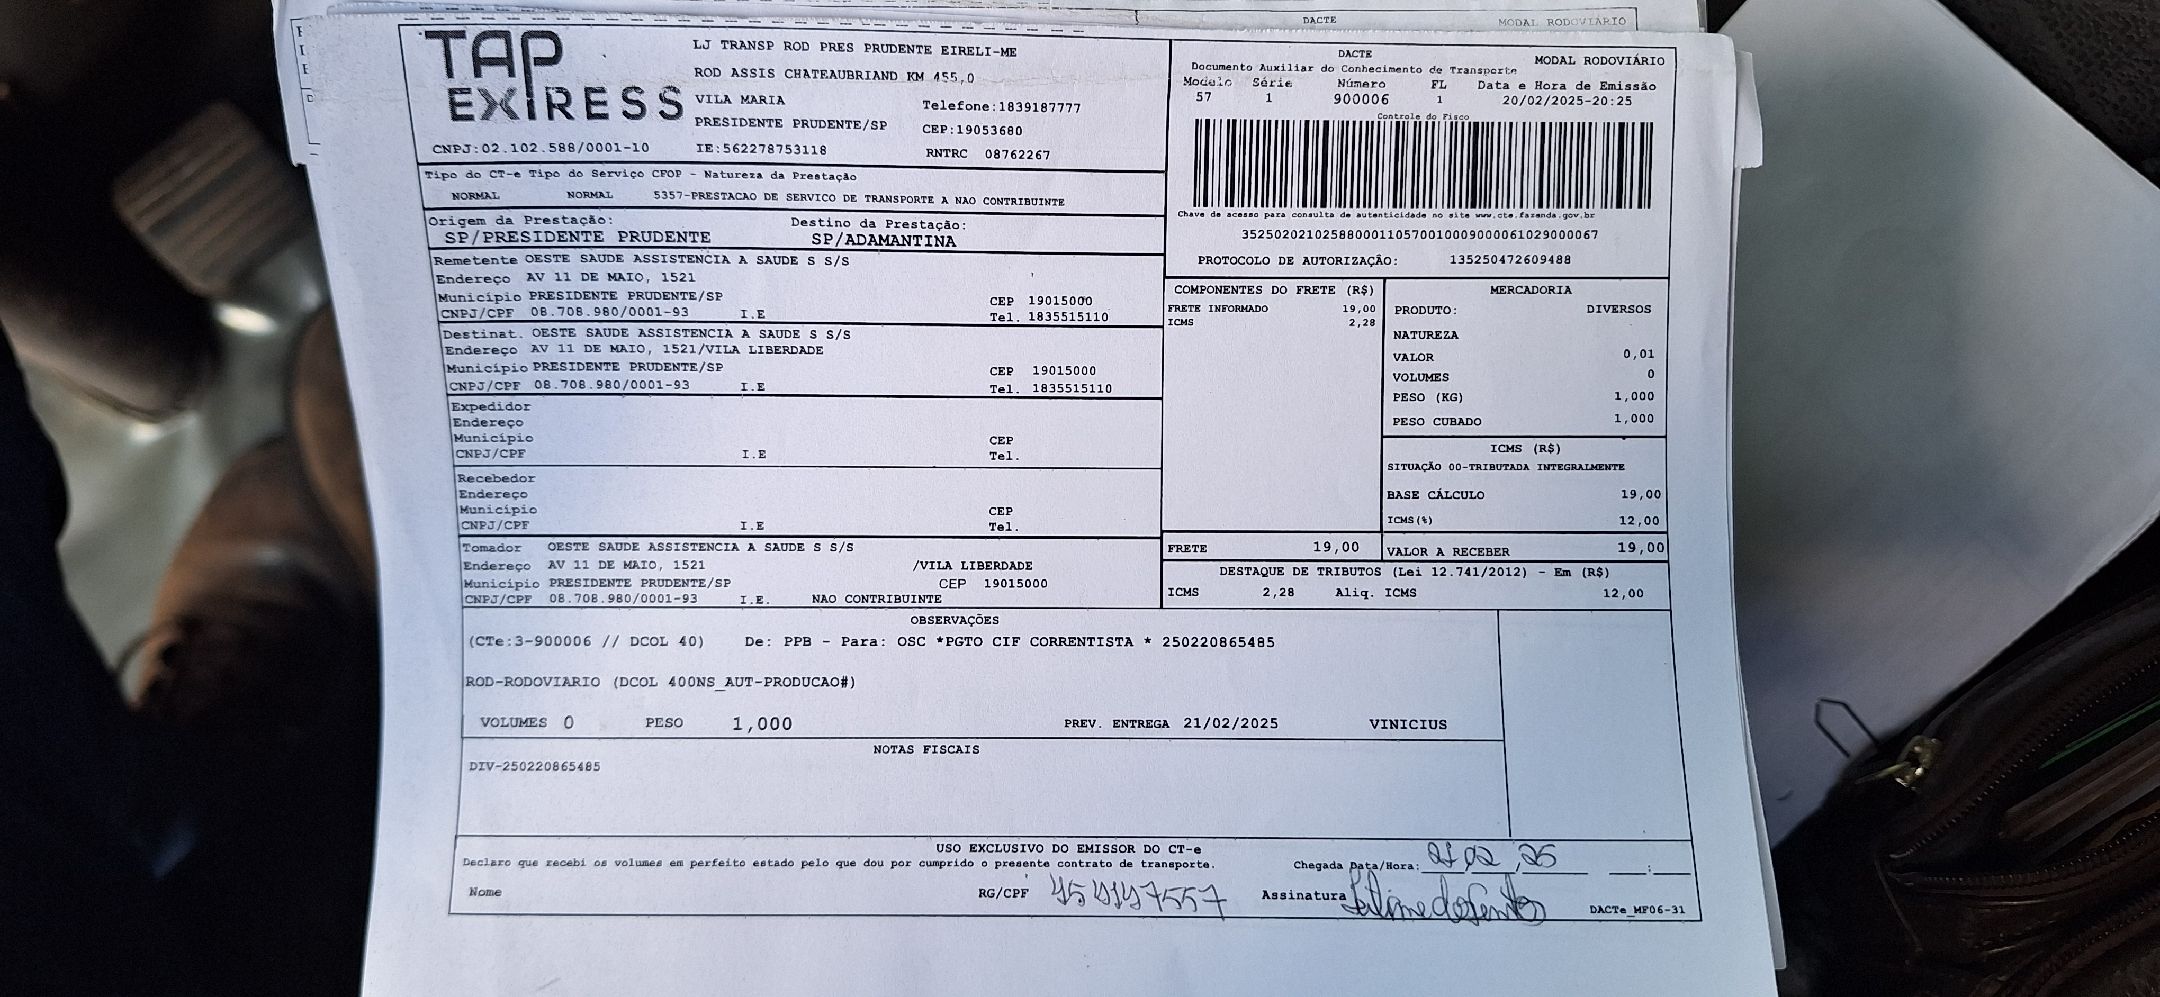 DACTE MODAL RODOVIÁRIO
TAP EXPRESS
LJ TRANSP ROD PRES PRUDENTE EIRELI-ME
ROD ASSIS CHATEAUBRIAND KM 455,0
VILA MARIA Telefone:1839187777
PRESIDENTE PRUDENTE/SP CEP:19053680
CNPJ:02.102.588/0001-10 IE:562278753118 RNTRC 08762267
DACTE MODAL RODOVIÁRIO
Documento Auxiliar do Conhecimento de Transporte
Modelo Série Número FL Data e Hora de Emissão
57 1 900006 1 20/02/2025-20:25
Controle do Fisco
Chave de acesso para consulta de autenticidade no site www.cte.fazenda.gov.br
35250202102588000110570010009000061029000067
PROTOCOLO DE AUTORIZAÇÃO: 135250472609488
Tipo do CT-e Tipo do Serviço CFOP - Natureza da Prestação
NORMAL NORMAL 5357-PRESTACAO DE SERVICO DE TRANSPORTE A NAO CONTRIBUINTE
Origem da Prestação: Destino da Prestação:
SP/PRESIDENTE PRUDENTE SP/ADAMANTINA
Remetente OESTE SAUDE ASSISTENCIA A SAUDE S S/S
Endereço AV 11 DE MAIO, 1521
Município PRESIDENTE PRUDENTE/SP CEP 19015000
CNPJ/CPF 08.708.980/0001-93 I.E Tel. 1835515110
Destinat. OESTE SAUDE ASSISTENCIA A SAUDE S S/S
Endereço AV 11 DE MAIO, 1521/VILA LIBERDADE
Município PRESIDENTE PRUDENTE/SP CEP 19015000
CNPJ/CPF 08.708.980/0001-93 I.E Tel. 1835515110
Expedidor
Endereço
Município CEP
CNPJ/CPF I.E Tel.
Recebedor
Endereço
Município CEP
CNPJ/CPF I.E Tel.
Tomador OESTE SAUDE ASSISTENCIA A SAUDE S S/S
Endereço AV 11 DE MAIO, 1521 /VILA LIBERDADE
Município PRESIDENTE PRUDENTE/SP CEP 19015000
CNPJ/CPF 08.708.980/0001-93 I.E. NAO CONTRIBUINTE
COMPONENTES DO FRETE (R$)
FRETE INFORMADO 19,00
ICMS 2,28
MERCADORIA
PRODUTO: DIVERSOS
NATUREZA
VALOR 0,01
VOLUMES 0
PESO (KG) 1,000
PESO CUBADO 1,000
ICMS (R$)
SITUAÇÃO 00-TRIBUTADA INTEGRALMENTE
BASE CÁLCULO 19,00
ICMS(%) 12,00
FRETE 19,00 VALOR A RECEBER 19,00
DESTAQUE DE TRIBUTOS (Lei 12.741/2012) - Em (R$)
ICMS 2,28 Aliq. ICMS 12,00
OBSERVAÇÕES
(CTe:3-900006 // DCOL 40) De: PPB - Para: OSC *PGTO CIF CORRENTISTA * 250220865485
ROD-RODOVIARIO (DCOL 400NS_AUT-PRODUCAO#)
VOLUMES 0 PESO 1,000 PREV. ENTREGA 21/02/2025 VINICIUS
NOTAS FISCAIS
DIV-250220865485
USO EXCLUSIVO DO EMISSOR DO CT-e
Declaro que recebi os volumes em perfeito estado pelo que dou por cumprido o presente contrato de transporte. Chegada Data/Hora: 21 02 25 :
Nome RG/CPF Assinatura DACTe_MF06-31